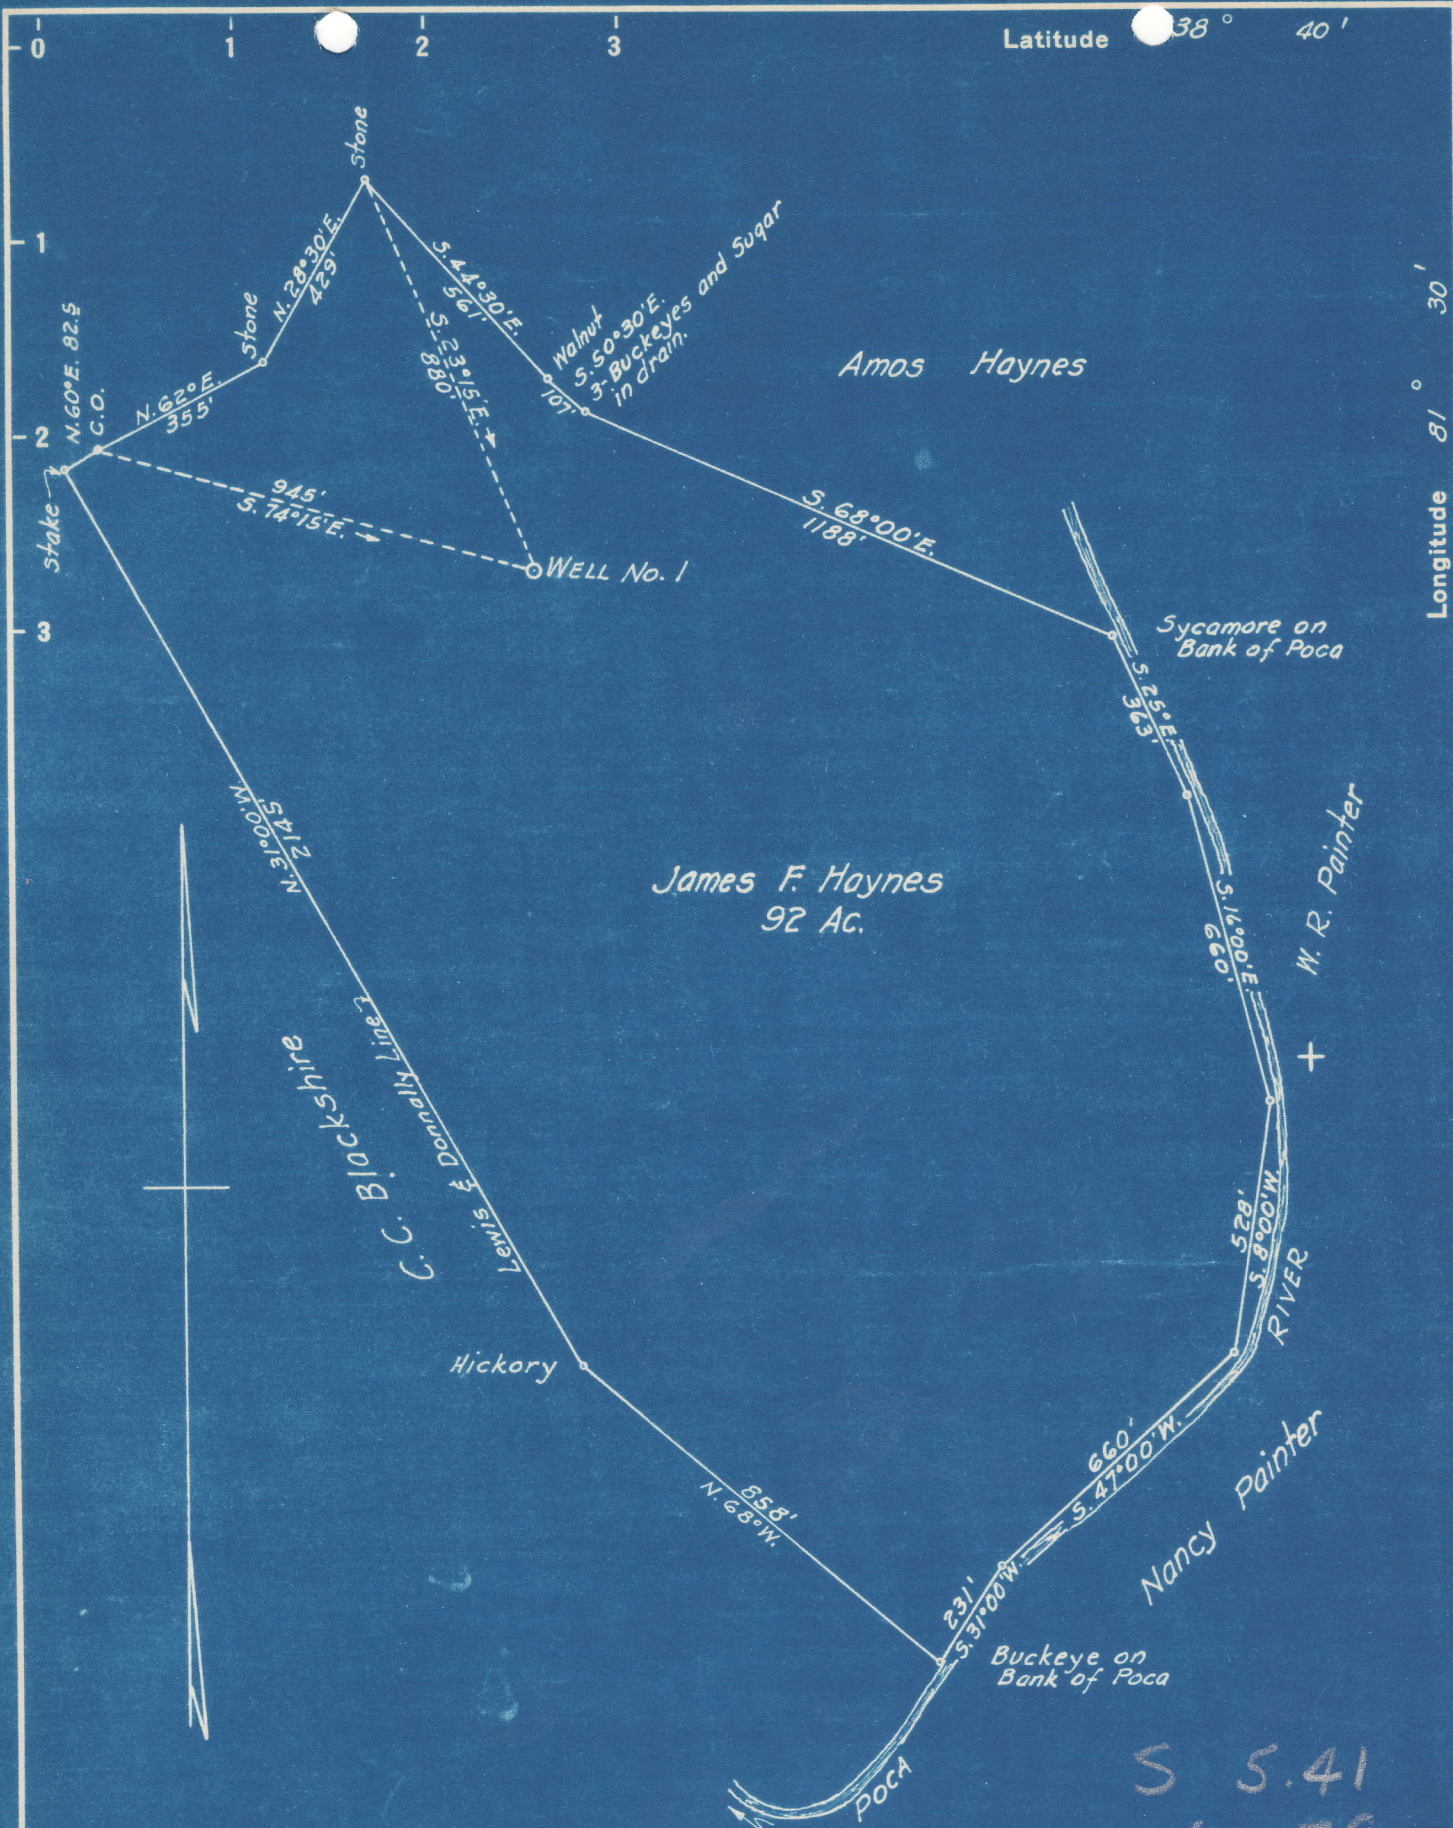 0 1 2 3 Latitude 38° 40'
1
2
3
Longitude 81° 30'
Stone
N. 28°30'E.
429'
Stone
N. 62°E.
355'
N.60°E. 82.5
C.O.
Stake
S. 44°30'E.
561'
S. 23°15'E.
880'
Walnut
S. 50°30'E.
3-Buckeyes and Sugar
in drain.
107'
Amos Haynes
945'
S. 74°15'E.
WELL No. 1
S. 68°00'E.
1188'
Sycamore on
Bank of Poca
S. 25°E.
363'
N. 31°00'W.
2145'
James F. Haynes
92 Ac.
S. 16°00'E.
660'
W. R. Painter
C. C. Blackshire
Lewis & Donnally Line
528'
S. 8°00'W.
RIVER
Hickory
660'
S. 47°00'W.
Nancy Painter
858'
N. 68°W.
231'
S. 31°00'W.
Buckeye on
Bank of Poca
POCA
S 5.41